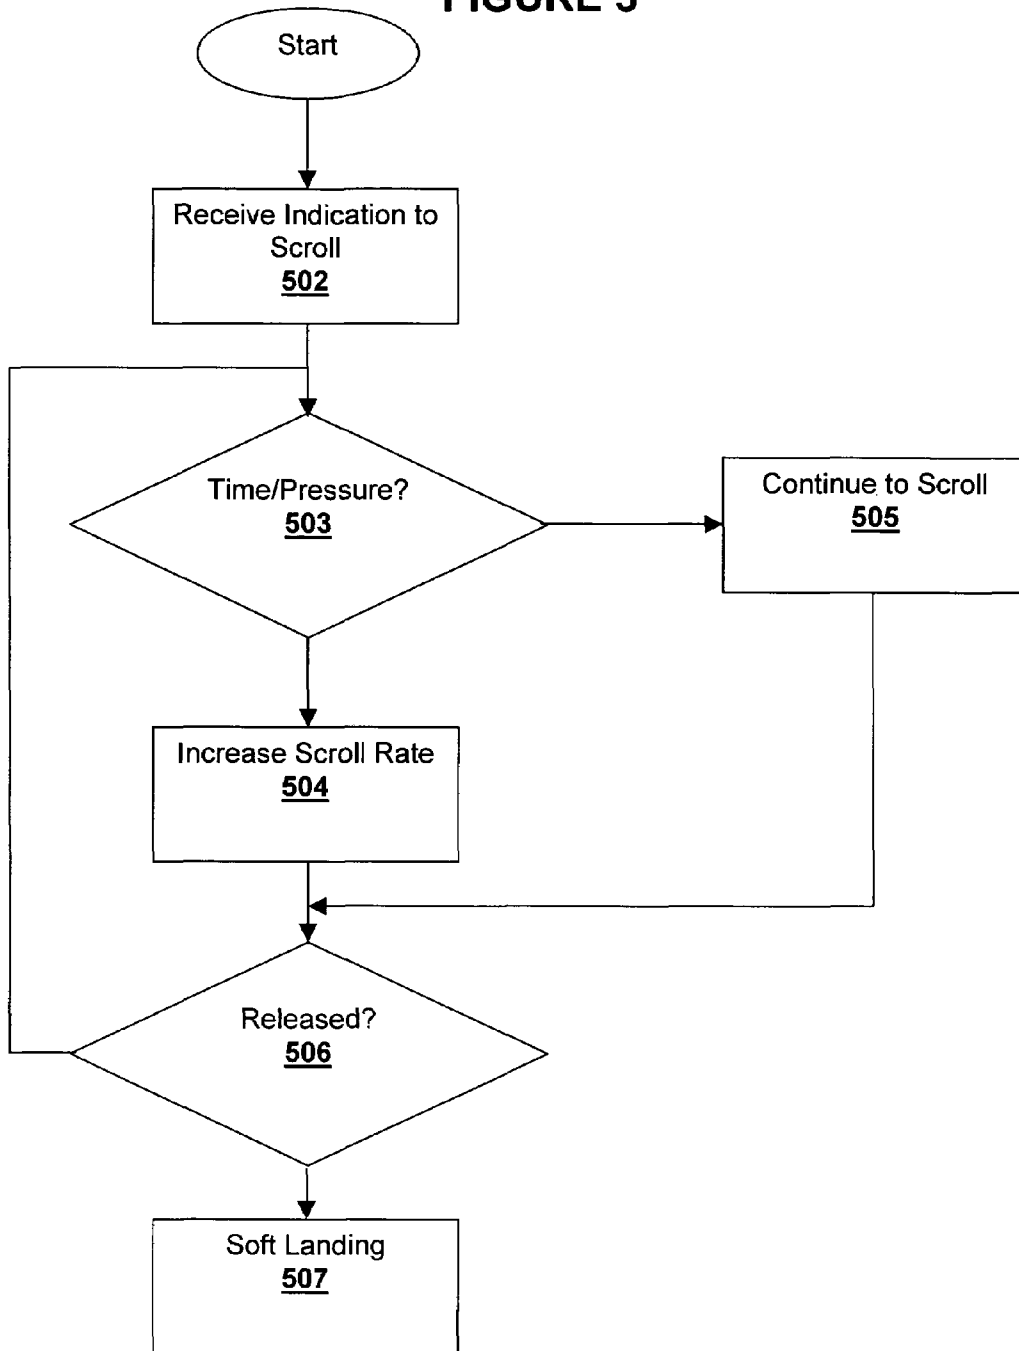 FIGURE
Start
Receive Indication to
Scroll
502
Time/Pressure?
503
Continue to Scroll
505
Increase Scroll Rate
504
Released?
506
Soft Landing
507